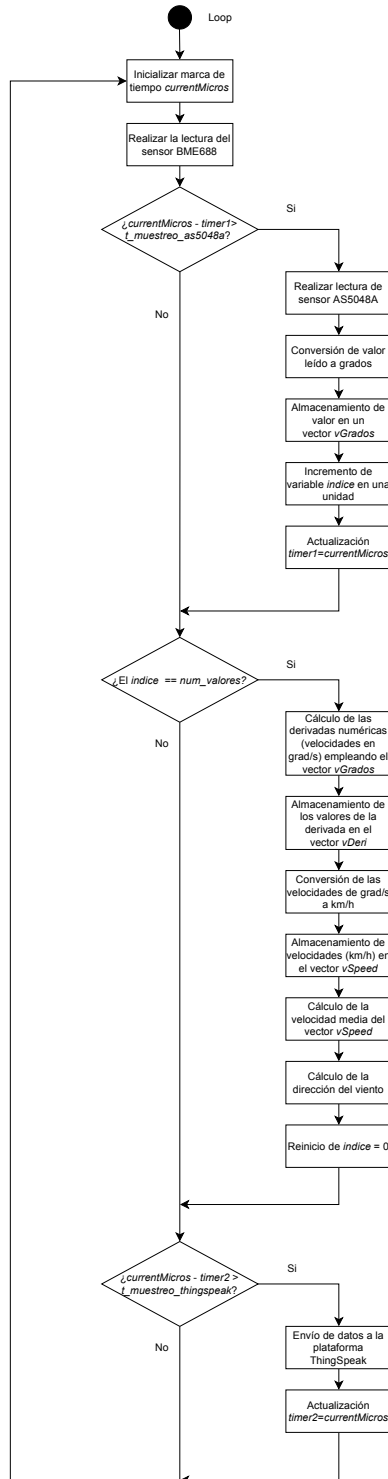 Loop
Inicializar marca de
tiempo currentMicros
Realizar la lectura del
sensor BME688
¿currentMicros - timer1>
t_muestreo_as5048a?
Si
No
Realizar lectura de
sensor AS5048A
Conversión de valor
leído a grados
Almacenamiento de
valor en un
vector vGrados
Incremento de
variable indice en una
unidad
Actualización
timer1=currentMicros
¿El indice == num_valores?
Si
No
Cálculo de las
derivadas numéricas
(velocidades en
grad/s) empleando el
vector vGrados
Almacenamiento de
los valores de la
derivada en el
vector vDeri
Conversión de las
velocidades de grad/s
a km/h
Almacenamiento de
velocidades (km/h) en
el vector vSpeed
Cálculo de la
velocidad media del
vector vSpeed
Cálculo de la
dirección del viento
Reinicio de indice = 0
¿currentMicros - timer2 >
t_muestreo_thingspeak?
Si
No
Envío de datos a la
plataforma
ThingSpeak
Actualización
timer2=currentMicros